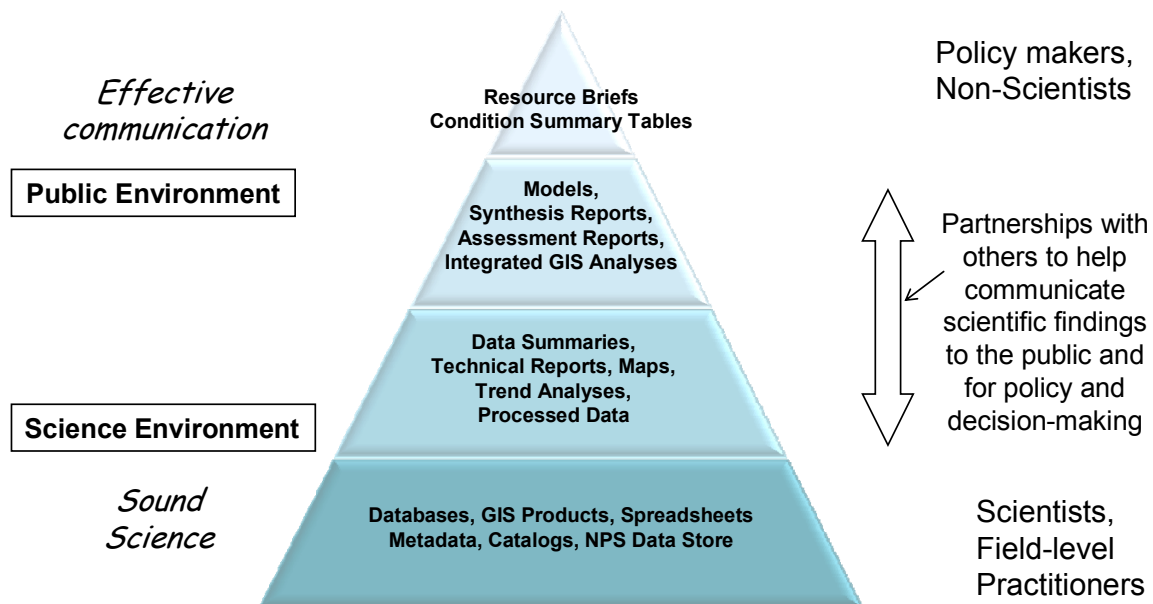 Effective
communication
Public Environment
Science Environment
Sound
Science
Resource Briefs
Condition Summary Tables
Models,
Synthesis Reports,
Assessment Reports,
Integrated GIS Analyses
Data Summaries,
Technical Reports, Maps,
Trend Analyses,
Processed Data
Databases, GIS Products, Spreadsheets
Metadata, Catalogs, NPS Data Store
Policy makers,
Non-Scientists
Partnerships with
others to help
communicate
scientific findings
to the public and
for policy and
decision-making
Scientists,
Field-level
Practitioners